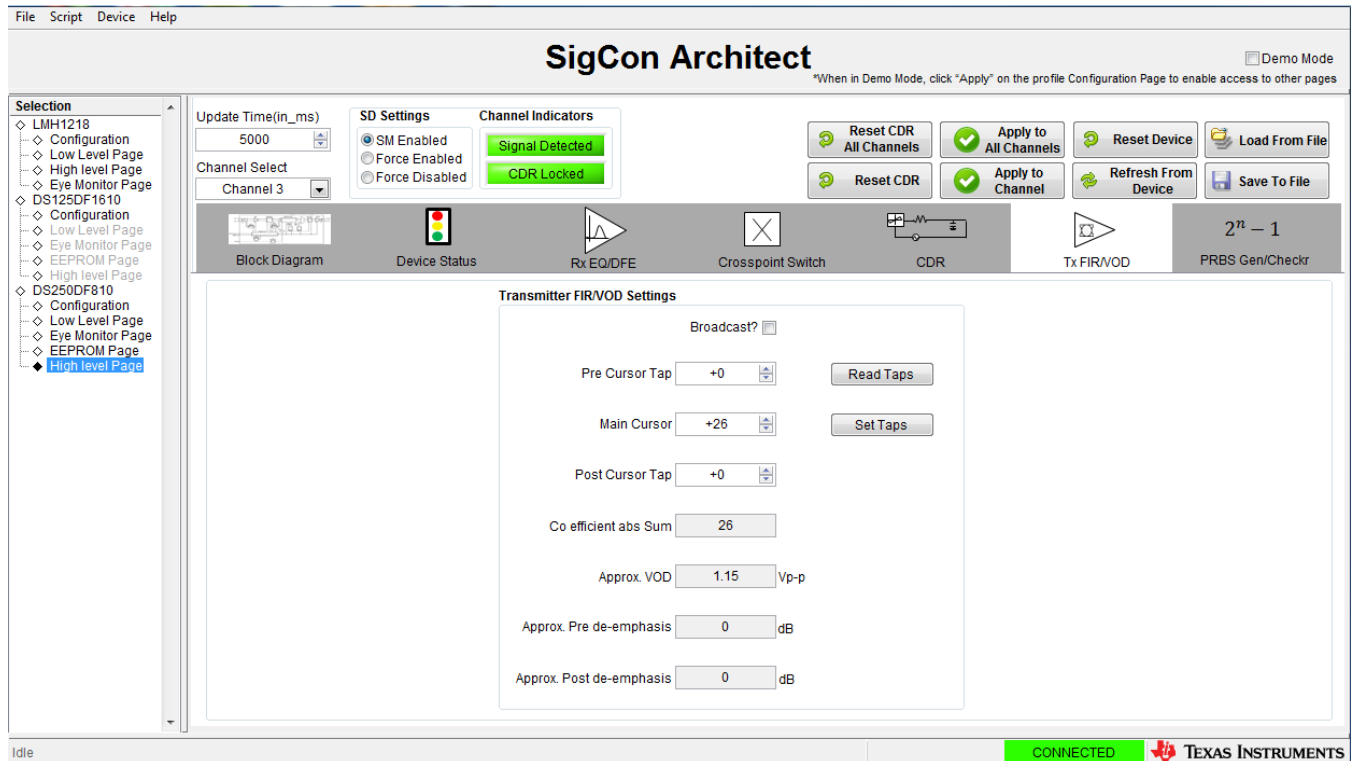 File Script Device Help
SigCon Architect
Demo Mode
*When in Demo Mode, click "Apply" on the profile Configuration Page to enable access to other pages
Selection
LMH1218
Configuration
Low Level Page
High level Page
Eye Monitor Page
DS125DF1610
Configuration
Low Level Page
Eye Monitor Page
EEPROM Page
High level Page
DS250DF810
Configuration
Low Level Page
Eye Monitor Page
EEPROM Page
High level Page
Update Time(in_ms)
5000
Channel Select
Channel 3
SD Settings
SM Enabled
Force Enabled
Force Disabled
Channel Indicators
Signal Detected
CDR Locked
Reset CDR
All Channels
Apply to
All Channels
Reset Device
Load From File
Reset CDR
Apply to
Channel
Refresh From
Device
Save To File
Block Diagram
Device Status
Rx EQ/DFE
Crosspoint Switch
CDR
Tx FIR/VOD
2ⁿ − 1
PRBS Gen/Checkr
Transmitter FIR/VOD Settings
Broadcast?
Pre Cursor Tap +0 Read Taps
Main Cursor +26 Set Taps
Post Cursor Tap +0
Co efficient abs Sum 26
Approx. VOD 1.15 Vp-p
Approx. Pre de-emphasis 0 dB
Approx. Post de-emphasis 0 dB
Idle
CONNECTED
TEXAS INSTRUMENTS